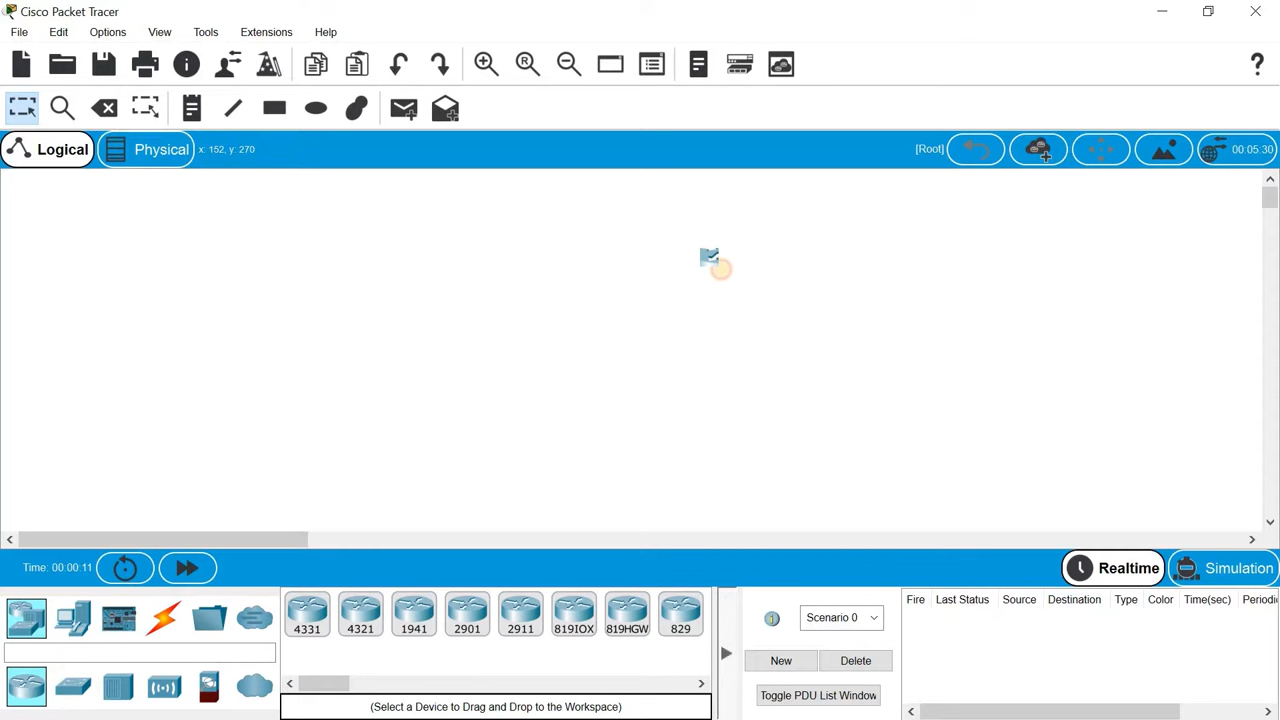 Cisco Packet Tracer
File Edit Options View Tools Extensions Help
R
?
Logical Physical x: 152, y: 270 [Root] 00:05:30
Time: 00:00:11 Realtime Simulation
4331 4321 1941 2901 2911 819IOX 819HGW 829
Scenario 0
Fire Last Status Source Destination Type Color Time(sec) Periodi
New Delete
Toggle PDU List Window
(Select a Device to Drag and Drop to the Workspace)